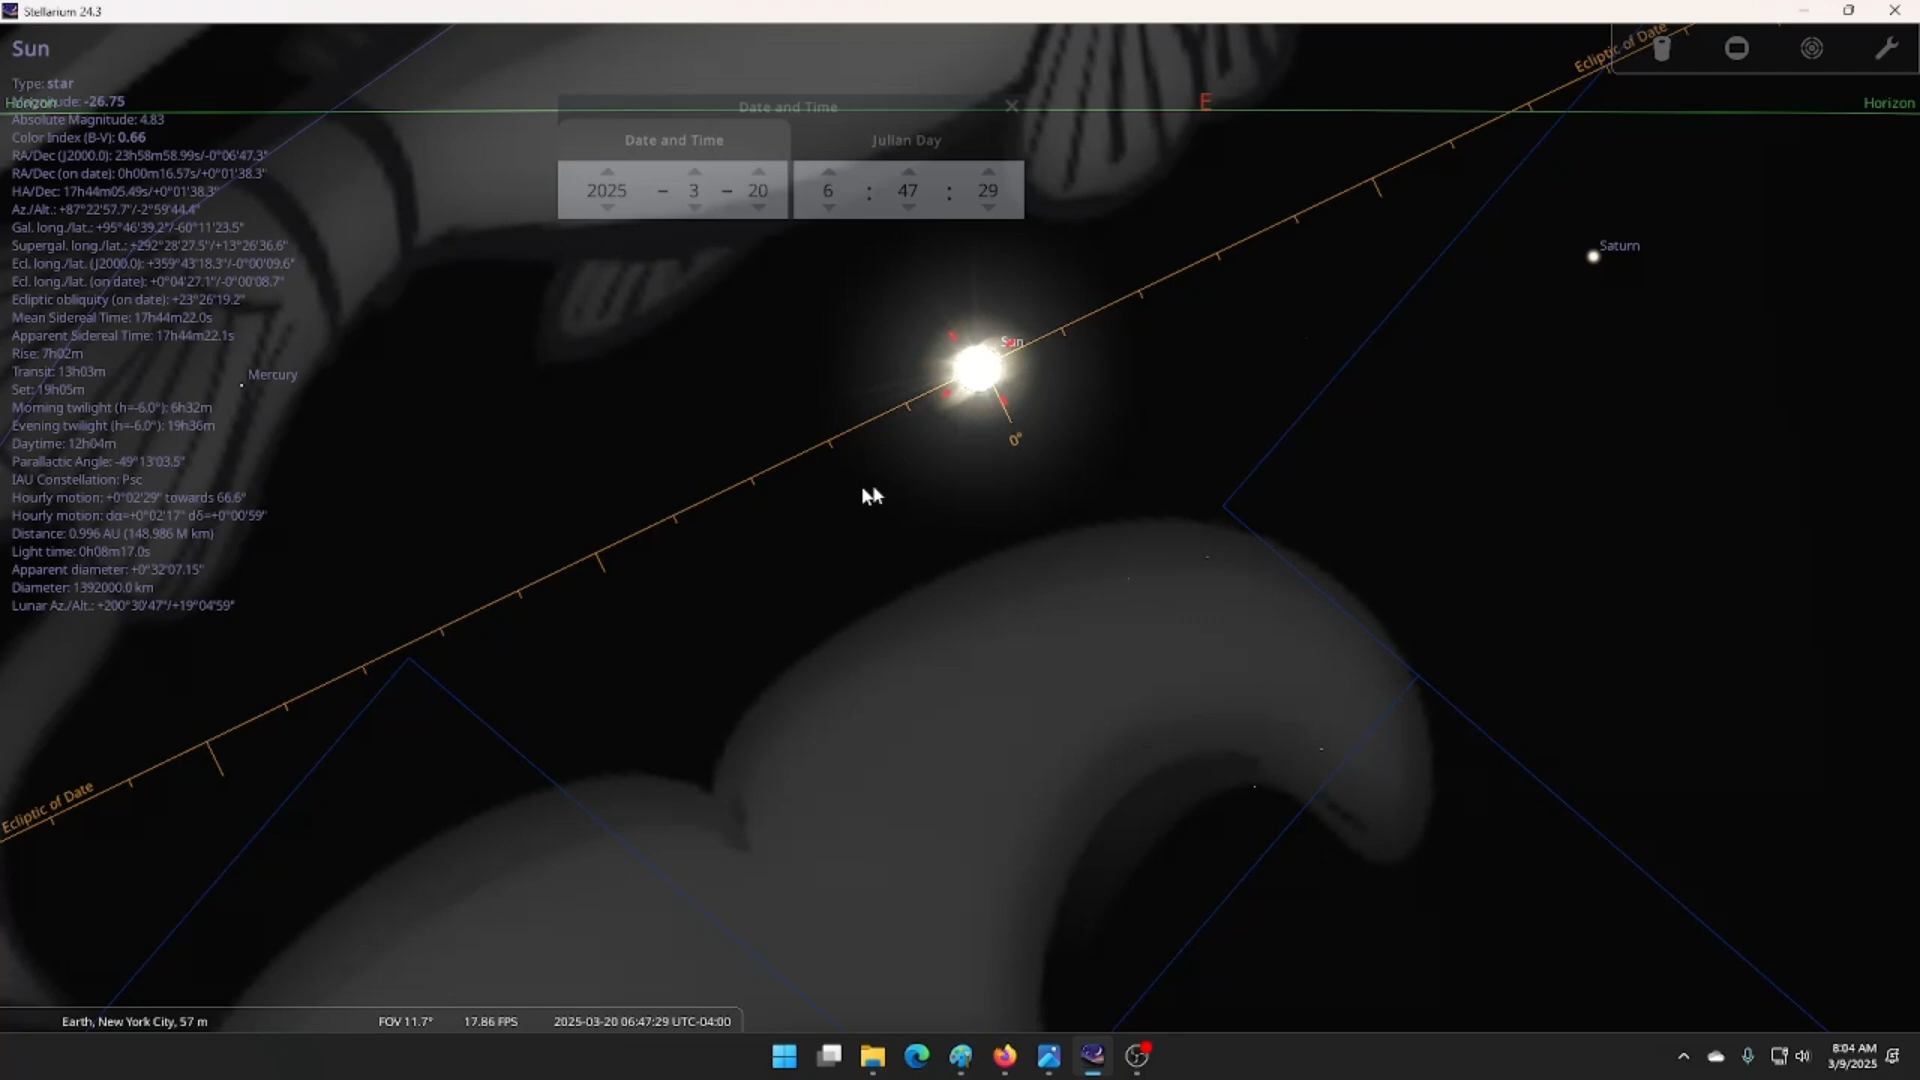 Stellarium 24.3
Sun
Type: star
Magnitude: -26.75
Absolute Magnitude: 4.83
Color Index (B-V): 0.66
RA/Dec (J2000.0): 23h58m58.99s/-0°06'47.3"
RA/Dec (on date): 0h00m16.57s/+0°01'38.3"
HA/Dec: 17h44m05.49s/+0°01'38.3"
Az./Alt.: +87°22'57.7"/-2°59'44.4"
Gal. long./lat.: +95°46'39.2"/-60°11'23.5"
Supergal. long./lat.: +292°28'27.5"/+13°26'36.6"
Ecl. long./lat. (J2000.0): +359°43'18.3"/-0°00'09.6"
Ecl. long./lat. (on date): +0°04'27.1"/-0°00'08.7"
Ecliptic obliquity (on date): +23°26'19.2"
Mean Sidereal Time: 17h44m22.0s
Apparent Sidereal Time: 17h44m22.1s
Rise: 7h02m
Transit: 13h03m
Set: 19h05m
Morning twilight (h=-6.0°): 6h32m
Evening twilight (h=-6.0°): 19h36m
Daytime: 12h04m
Parallactic Angle: -49°13'03.5"
IAU Constellation: Psc
Hourly motion: +0°02'29" towards 66.6°
Hourly motion: dα=+0°02'17" dδ=+0°00'59"
Distance: 0.996 AU (148.986 M km)
Light time: 0h08m17.0s
Apparent diameter: +0°32'07.15"
Diameter: 1392000.0 km
Lunar Az./Alt.: +200°30'47"/+19°04'59"
Horizon
Date and Time
Date and Time
Julian Day
2025 – 3 – 20
6 : 47 : 29
E
Ecliptic of Date
Horizon
Saturn
Sun
0°
Mercury
Ecliptic of Date
Earth, New York City, 57 m
FOV 11.7°
17.86 FPS
2025-03-20 06:47:29 UTC-04:00
8:04 AM
3/9/2025